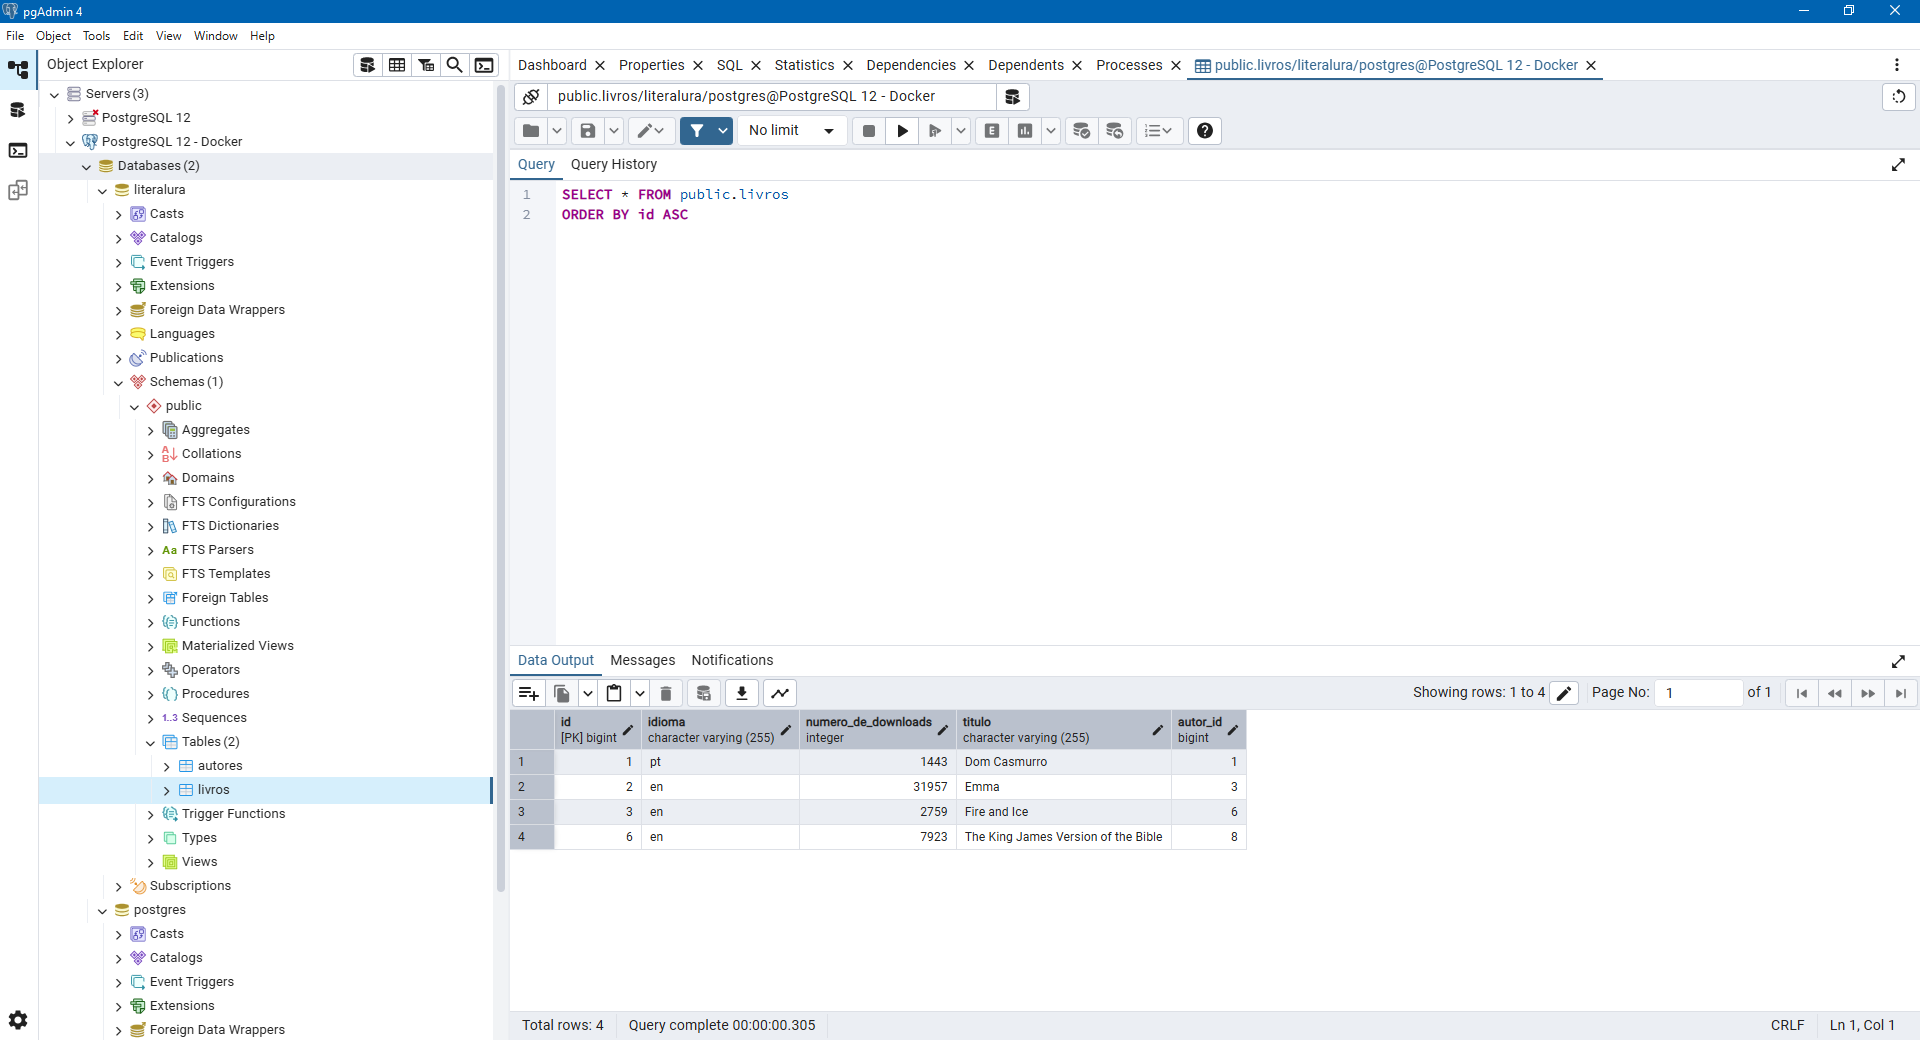 pgAdmin 4
File Object Tools Edit View Window Help
Object Explorer
Servers (3)
PostgreSQL 12
PostgreSQL 12 - Docker
Databases (2)
literalura
Casts
Catalogs
Event Triggers
Extensions
Foreign Data Wrappers
Languages
Publications
Schemas (1)
public
Aggregates
Collations
Domains
FTS Configurations
FTS Dictionaries
Aa FTS Parsers
FTS Templates
Foreign Tables
Functions
Materialized Views
Operators
Procedures
1..3 Sequences
Tables (2)
autores
livros
Trigger Functions
Types
Views
Subscriptions
postgres
Casts
Catalogs
Event Triggers
Extensions
Foreign Data Wrappers
Dashboard Properties SQL Statistics Dependencies Dependents Processes public.livros/literalura/postgres@PostgreSQL 12 - Docker
public.livros/literalura/postgres@PostgreSQL 12 - Docker
No limit E
Query Query History
1 SELECT * FROM public.livros
2 ORDER BY id ASC
Data Output Messages Notifications
Showing rows: 1 to 4 Page No: 1 of 1
id idioma numero_de_downloads titulo autor_id
[PK] bigint character varying (255) integer character varying (255) bigint
1 1 pt 1443 Dom Casmurro 1
2 2 en 31957 Emma 3
3 3 en 2759 Fire and Ice 6
4 6 en 7923 The King James Version of the Bible 8
Total rows: 4 Query complete 00:00:00.305 CRLF Ln 1, Col 1